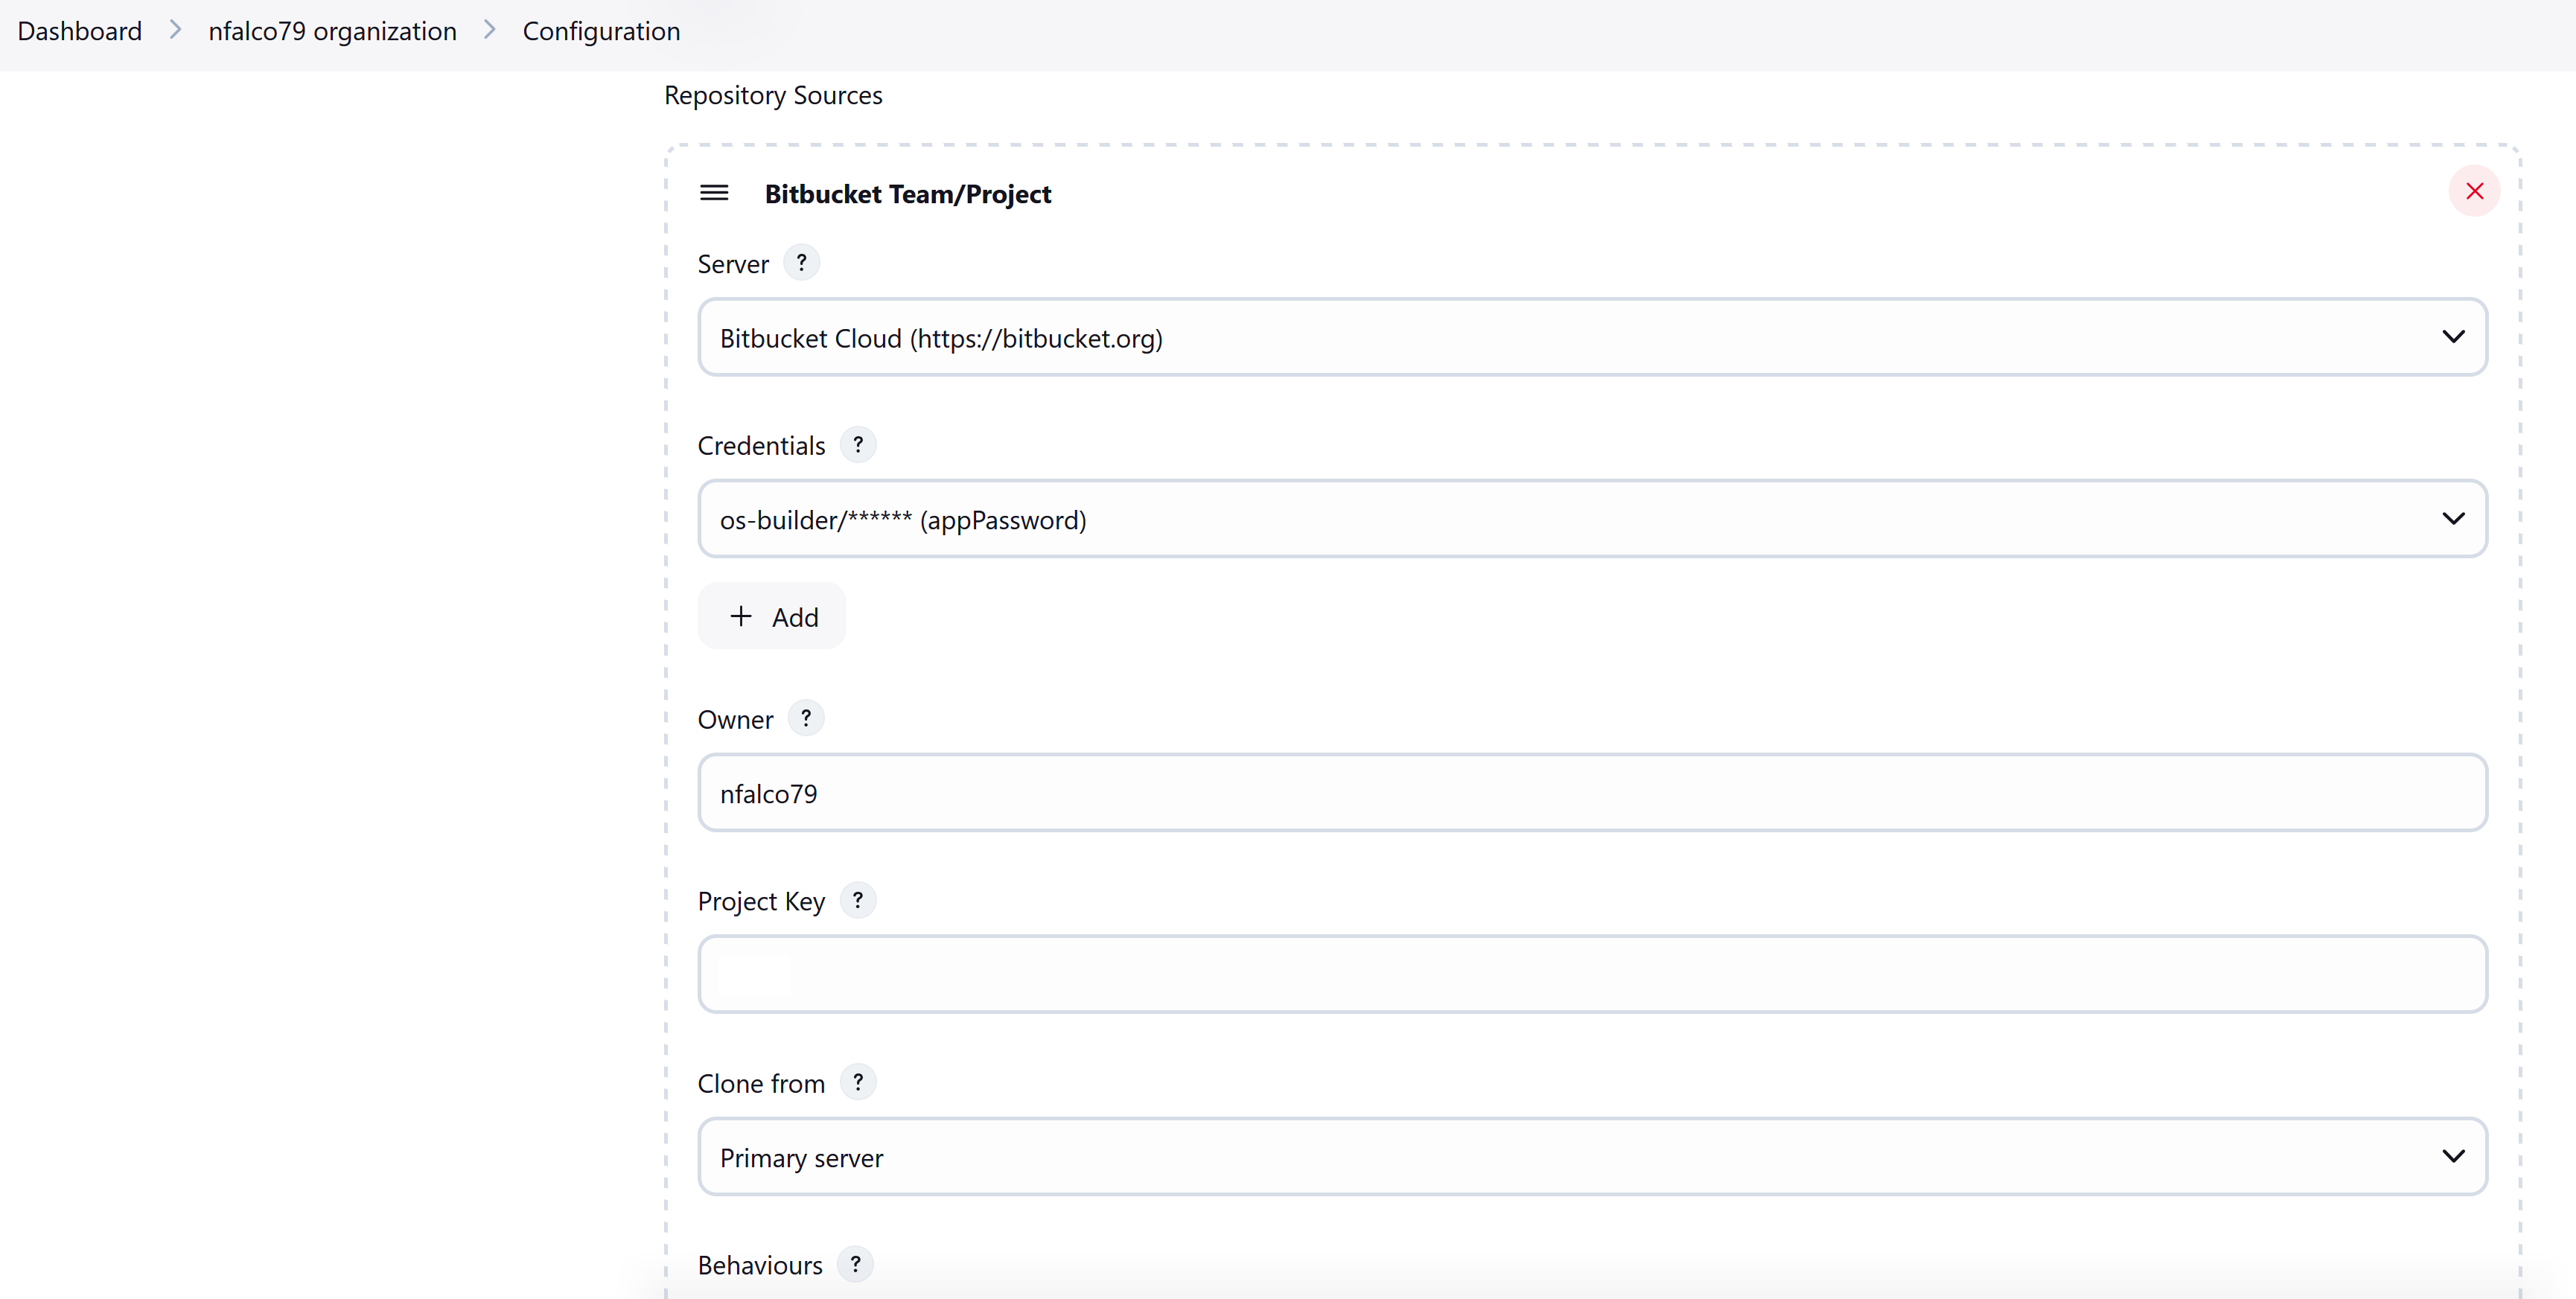 Dashboard > nfalco79 organization > Configuration
Repository Sources
Bitbucket Team/Project
Server ?
Bitbucket Cloud (https://bitbucket.org)
Credentials ?
os-builder/****** (appPassword)
+ Add
Owner ?
nfalco79
Project Key ?
Clone from ?
Primary server
Behaviours ?